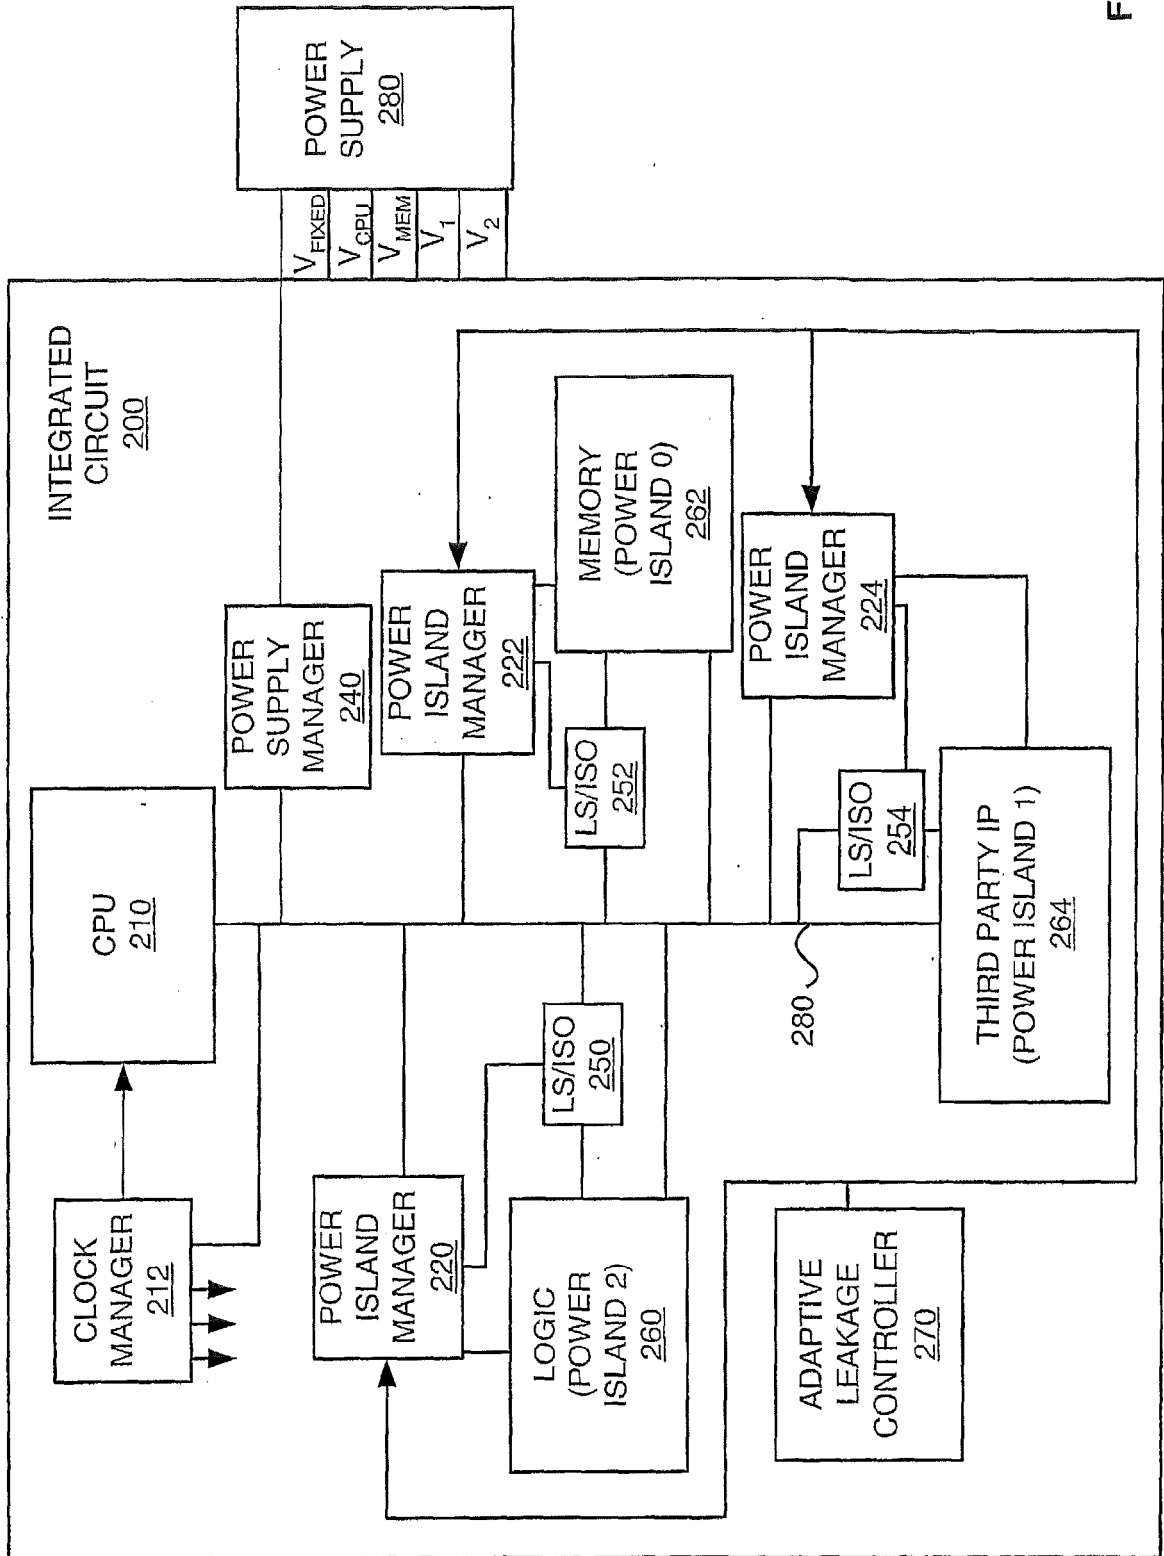 INTEGRATED
CIRCUIT
200
POWER
SUPPLY
280
VFIXED
VCPU
VMEM
V1
V2
CLOCK
MANAGER
212
CPU
210
POWER
SUPPLY
MANAGER
240
POWER
ISLAND
MANAGER
220
POWER
ISLAND
MANAGER
222
LS/ISO
250
LS/ISO
252
LOGIC
(POWER
ISLAND 2)
260
MEMORY
(POWER
ISLAND 0)
262
POWER
ISLAND
MANAGER
224
280
LS/ISO
254
ADAPTIVE
LEAKAGE
CONTROLLER
270
THIRD PARTY IP
(POWER ISLAND 1)
264
F